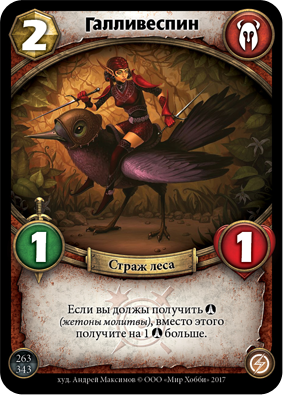 2
Галливеспин
1
1
Страж леса
Если вы должны получить
(жетоны молитвы), вместо этого
получите на 1 больше.
263
343
худ. Андрей Максимов © ООО «Мир Хобби» 2017